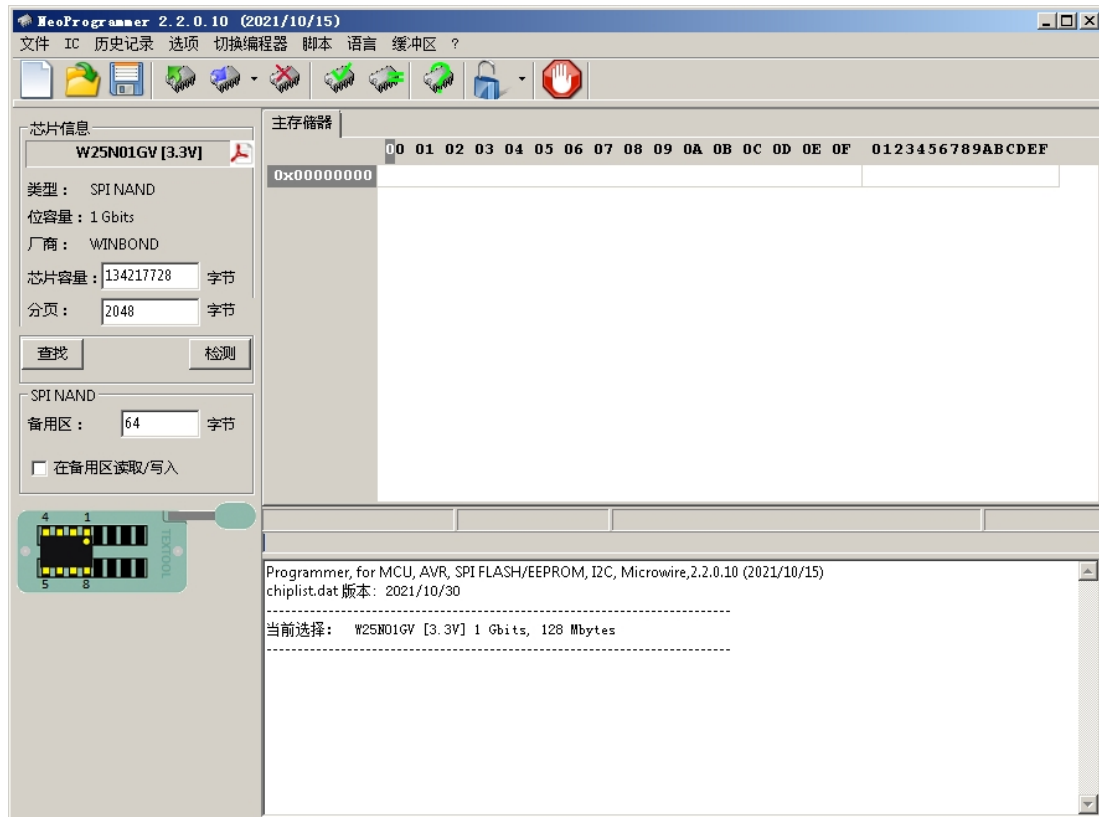 NeoProgrammer 2.2.0.10 (2021/10/15)
文件 IC 历史记录 选项 切换编程器 脚本 语言 缓冲区 ?
芯片信息
W25N01GV [3.3V]
类型： SPI NAND
位容量：1 Gbits
厂商： WINBOND
芯片容量：134217728 字节
分页： 2048 字节
查找 检测
SPI NAND
备用区： 64 字节
在备用区读取/写入
4 1
TEXTOOL
5 8
主存储器
00 01 02 03 04 05 06 07 08 09 0A 0B 0C 0D 0E 0F 0123456789ABCDEF
0x00000000
Programmer, for MCU, AVR, SPI FLASH/EEPROM, I2C, Microwire,2.2.0.10 (2021/10/15)
chiplist.dat 版本： 2021/10/30
--------------------------------------------------------------------
当前选择： W25N01GV [3.3V] 1 Gbits, 128 Mbytes
--------------------------------------------------------------------